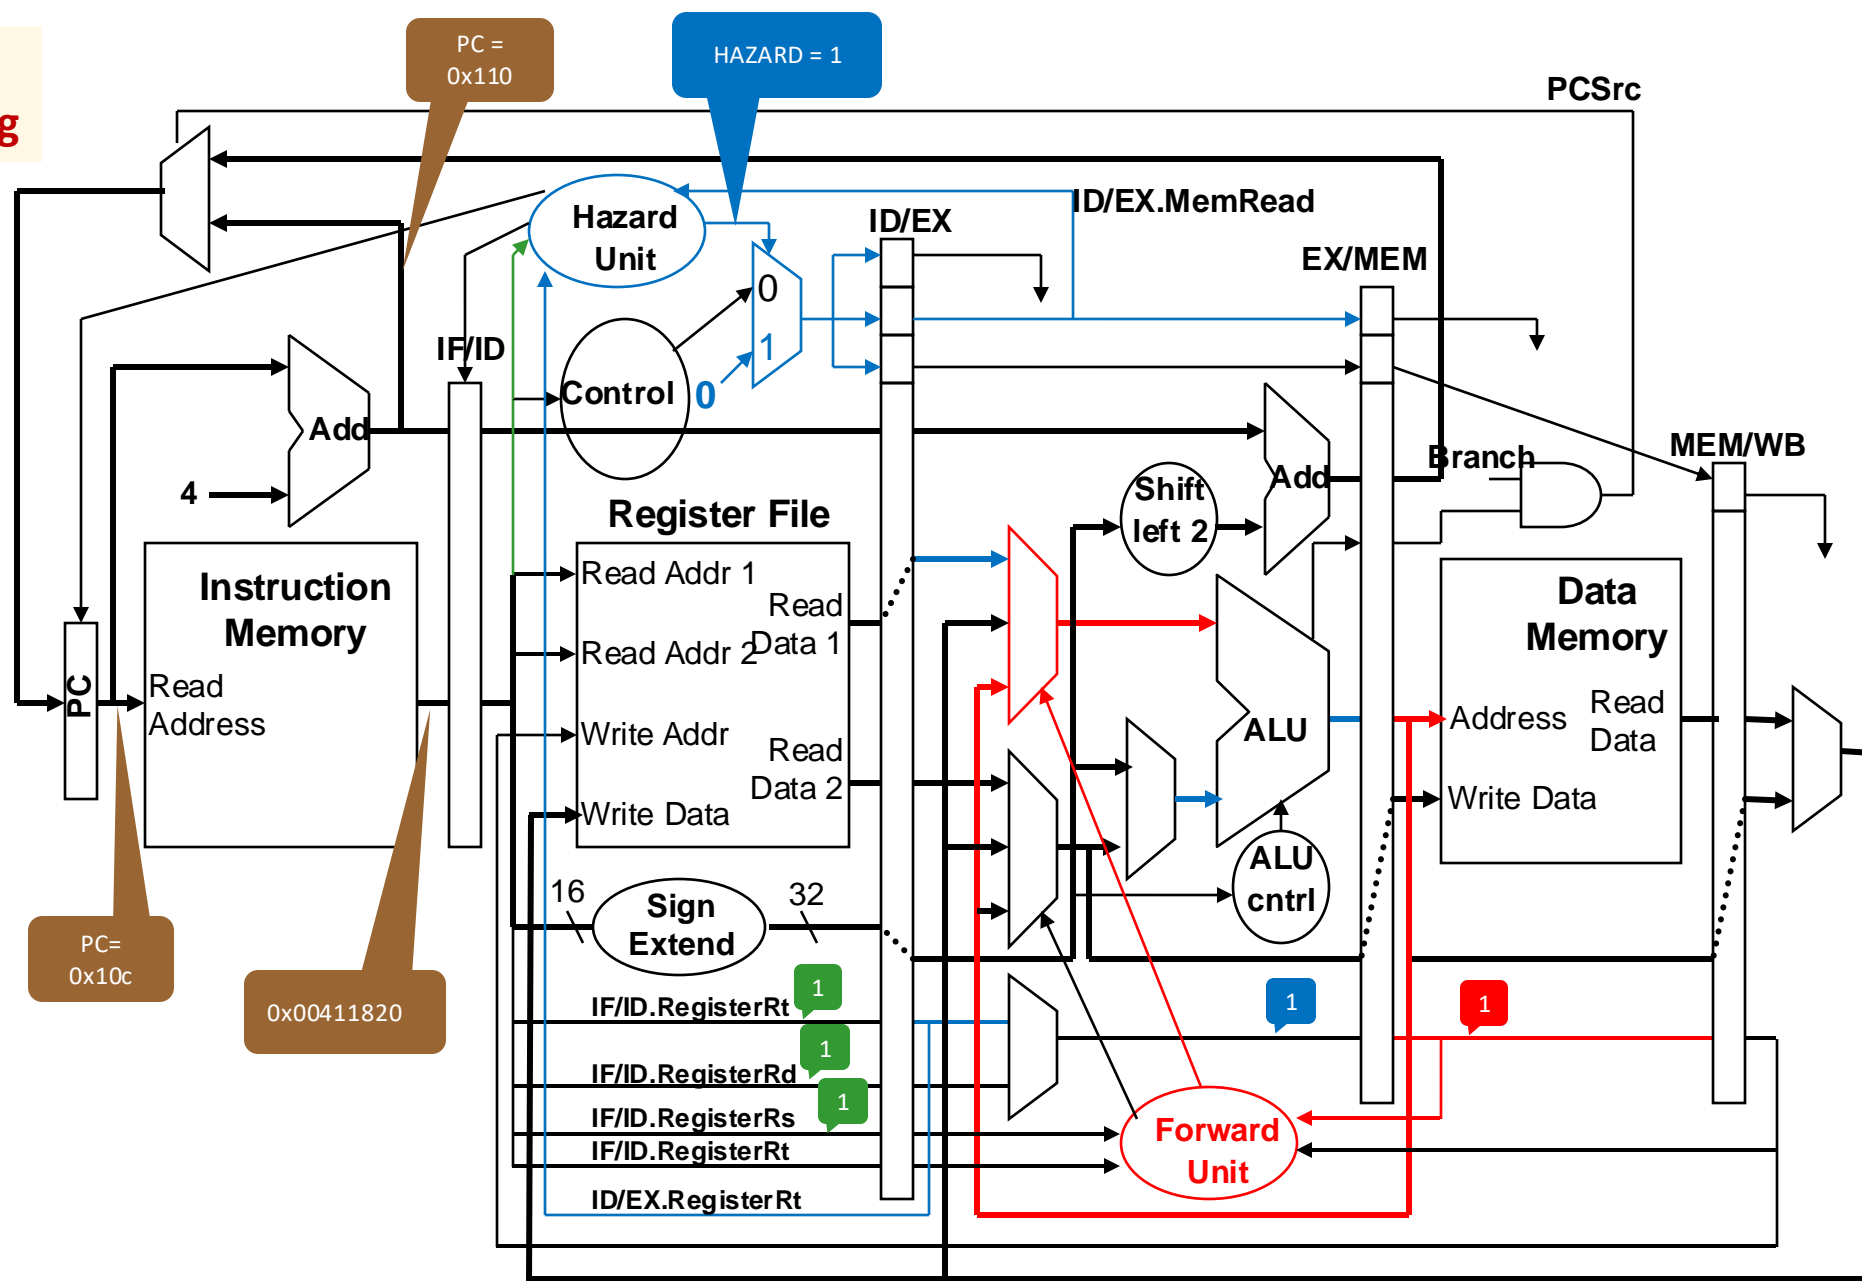 g
PC =
0x110
HAZARD = 1
PCSrc
Hazard
Unit
ID/EX
ID/EX.MemRead
EX/MEM
0
1
0
IF/ID
Control
Add
4
Add
Branch
MEM/WB
Shift
left 2
Register File
Instruction
Memory
Read Addr 1
Read
Data 1
Read Addr 2
Data
Memory
PC
Read
Address
Write Addr
Read
Data 2
Write Data
ALU
Address
Read
Data
Write Data
ALU
cntrl
16
Sign
Extend
32
PC=
0x10c
0x00411820
IF/ID.RegisterRt
1
1
1
IF/ID.RegisterRd
1
IF/ID.RegisterRs
1
IF/ID.RegisterRt
Forward
Unit
ID/EX.RegisterRt